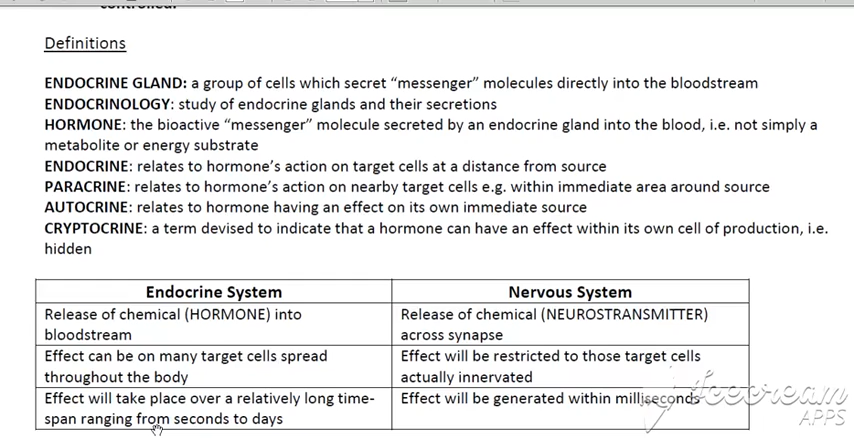 controlled.
Definitions
ENDOCRINE GLAND: a group of cells which secret “messenger” molecules directly into the bloodstream
ENDOCRINOLOGY: study of endocrine glands and their secretions
HORMONE: the bioactive “messenger” molecule secreted by an endocrine gland into the blood, i.e. not simply a
metabolite or energy substrate
ENDOCRINE: relates to hormone’s action on target cells at a distance from source
PARACRINE: relates to hormone’s action on nearby target cells e.g. within immediate area around source
AUTOCRINE: relates to hormone having an effect on its own immediate source
CRYPTOCRINE: a term devised to indicate that a hormone can have an effect within its own cell of production, i.e.
hidden
Endocrine System
Nervous System
Release of chemical (HORMONE) into
bloodstream
Release of chemical (NEUROSTRANSMITTER)
across synapse
Effect can be on many target cells spread
throughout the body
Effect will be restricted to those target cells
actually innervated
Effect will take place over a relatively long time-
span ranging from seconds to days
Effect will be generated within milliseconds
Icecream
APPS